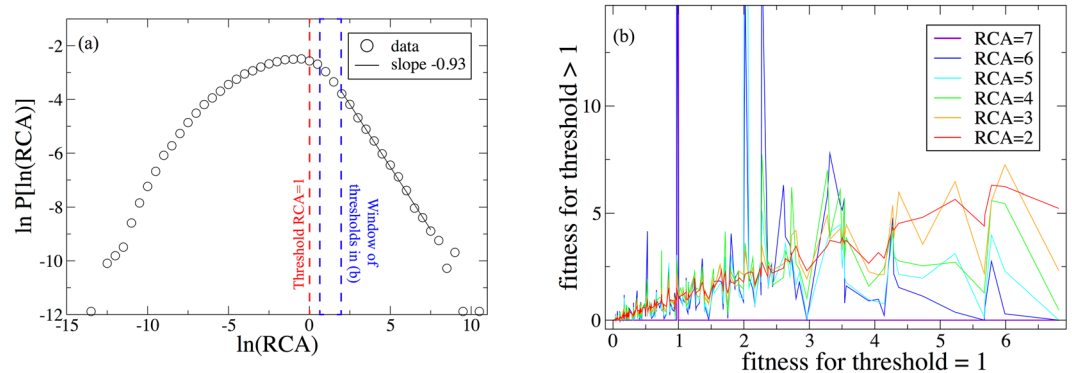 (a)
data
slope -0.93
ln P[ln(RCA)]
-2
-4
-6
-8
-10
-12
-15
-10
-5
0
5
10
ln(RCA)
Threshold RCA=1
Window of
thresholds in (b)
(b)
RCA=7
RCA=6
RCA=5
RCA=4
RCA=3
RCA=2
fitness for threshold > 1
10
5
0
0
1
2
3
4
5
6
fitness for threshold = 1